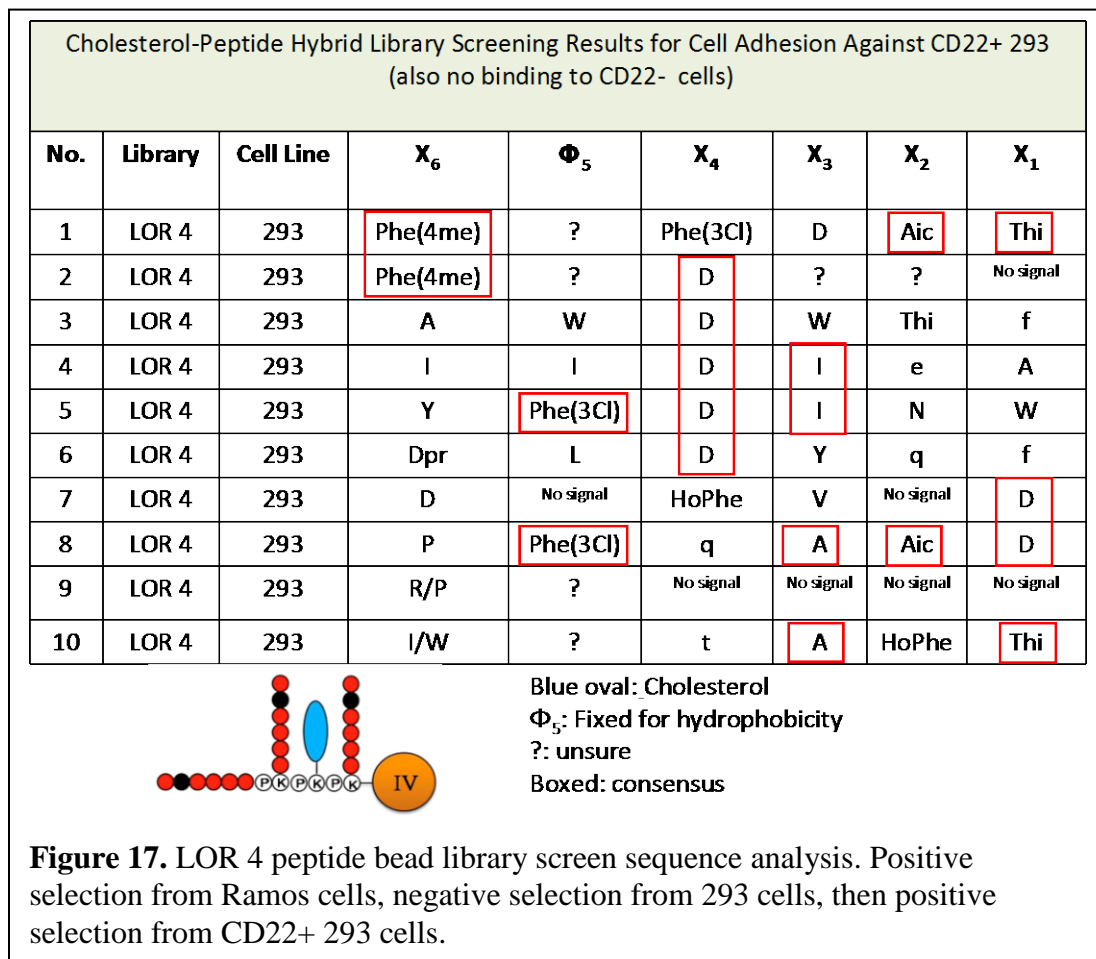 Cholesterol-Peptide Hybrid Library Screening Results for Cell Adhesion Against CD22+ 293
(also no binding to CD22- cells)
No. Library Cell Line X₆ Φ₅ X₄ X₃ X₂ X₁
1 LOR 4 293 Phe(4me) ? Phe(3Cl) D Aic Thi
2 LOR 4 293 Phe(4me) ? D ? ? No signal
3 LOR 4 293 A W D W Thi f
4 LOR 4 293 I I D I e A
5 LOR 4 293 Y Phe(3Cl) D I N W
6 LOR 4 293 Dpr L D Y q f
7 LOR 4 293 D No signal HoPhe V No signal D
8 LOR 4 293 P Phe(3Cl) q A Aic D
9 LOR 4 293 R/P ? No signal No signal No signal No signal
10 LOR 4 293 I/W ? t A HoPhe Thi
P K P K P K IV
Blue oval: Cholesterol
Φ₅: Fixed for hydrophobicity
?: unsure
Boxed: consensus
Figure 17. LOR 4 peptide bead library screen sequence analysis. Positive
selection from Ramos cells, negative selection from 293 cells, then positive
selection from CD22+ 293 cells.